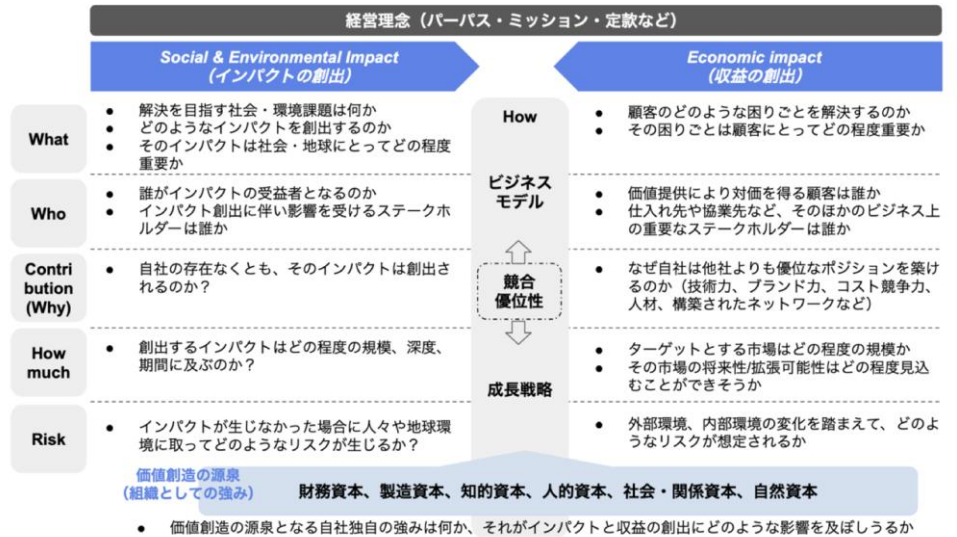 経営理念（パーパス・ミッション・定款など）
Social & Environmental Impact
（インパクトの創出）
Economic impact
（収益の創出）
What
● 解決を目指す社会・環境課題は何か
● どのようなインパクトを創出するのか
● そのインパクトは社会・地球にとってどの程度
重要か
How
● 顧客のどのような困りごとを解決するのか
● その困りごとは顧客にとってどの程度重要か
Who
● 誰がインパクトの受益者となるのか
● インパクト創出に伴い影響を受けるステークホ
ルダーは誰か
ビジネス
モデル
● 価値提供により対価を得る顧客は誰か
● 仕入れ先や協業先など、そのほかのビジネス上
の重要なステークホルダーは誰か
Contri
bution
(Why)
● 自社の存在なくとも、そのインパクトは創出さ
れるのか？
競合
優位性
● なぜ自社は他社よりも優位なポジションを築け
るのか（技術力、ブランド力、コスト競争力、
人材、構築されたネットワークなど）
How
much
● 創出するインパクトはどの程度の規模、深度、
期間に及ぶのか？
成長戦略
● ターゲットとする市場はどの程度の規模か
● その市場の将来性/拡張可能性はどの程度見込
むことができそうか
Risk
● インパクトが生じなかった場合に人々や地球環
境に取ってどのようなリスクが生じるか？
● 外部環境、内部環境の変化を踏まえて、どのよ
うなリスクが想定されるか
価値創造の源泉
（組織としての強み）
財務資本、製造資本、知的資本、人的資本、社会・関係資本、自然資本
● 価値創造の源泉となる自社独自の強みは何か、それがインパクトと収益の創出にどのような影響を及ぼしうるか